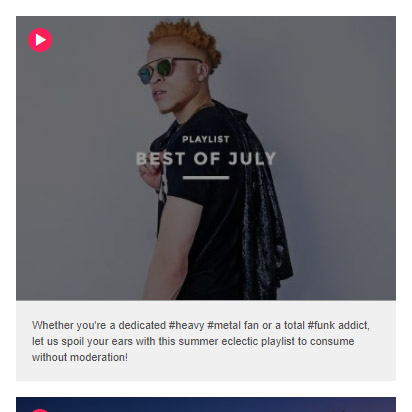 PLAYLIST
BEST OF JULY
Whether you're a dedicated #heavy #metal fan or a total #funk addict,
let us spoil your ears with this summer eclectic playlist to consume
without moderation!